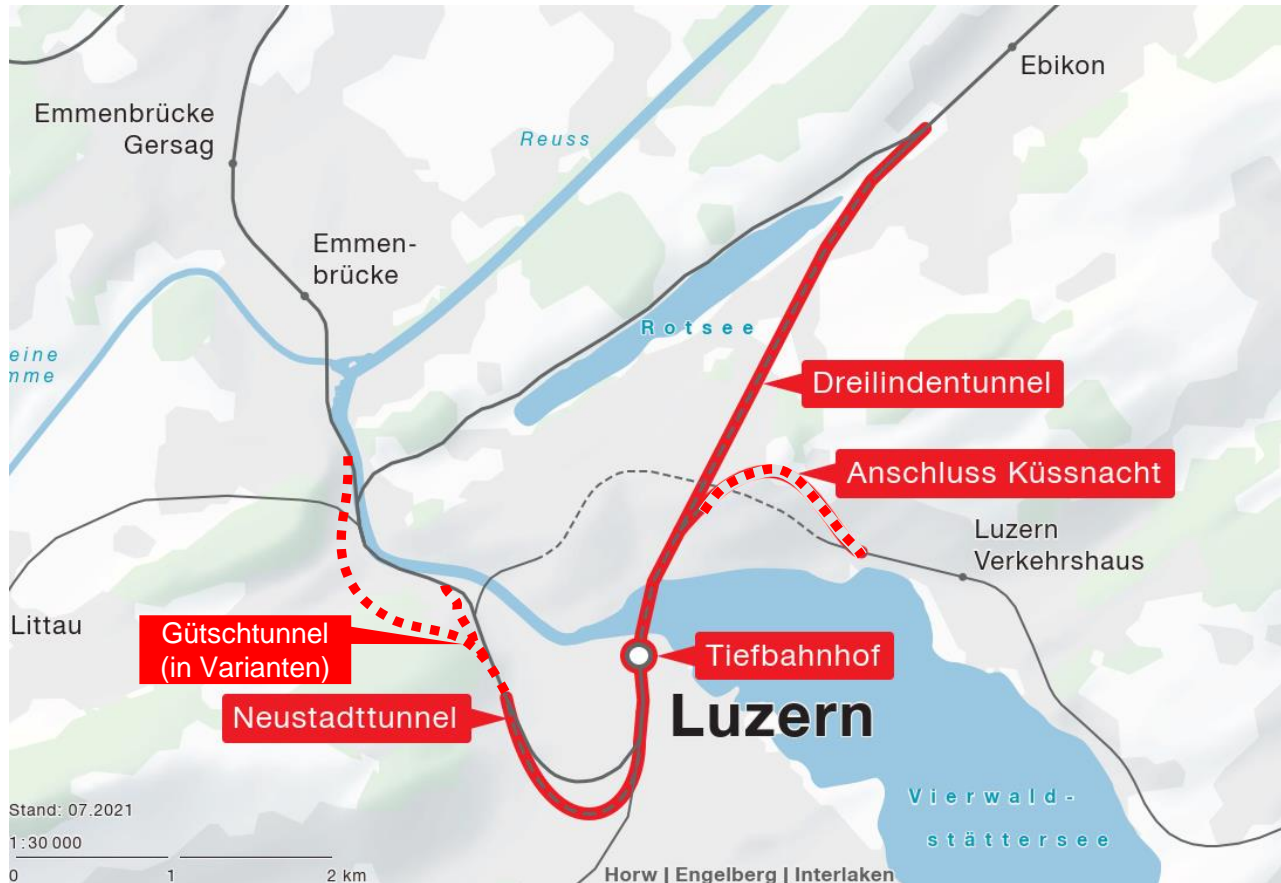 Ebikon
Emmenbrücke
Gersag
Reuss
Emmen-
brücke
Rotsee
eine
mme
Dreilindentunnel
Anschluss Küssnacht
Luzern
Verkehrshaus
Littau
Gütschtunnel
(in Varianten)
Tiefbahnhof
Neustadttunnel
Luzern
Vierwald-
stättersee
Stand: 07.2021
1:30 000
0 1 2 km
Horw | Engelberg | Interlaken